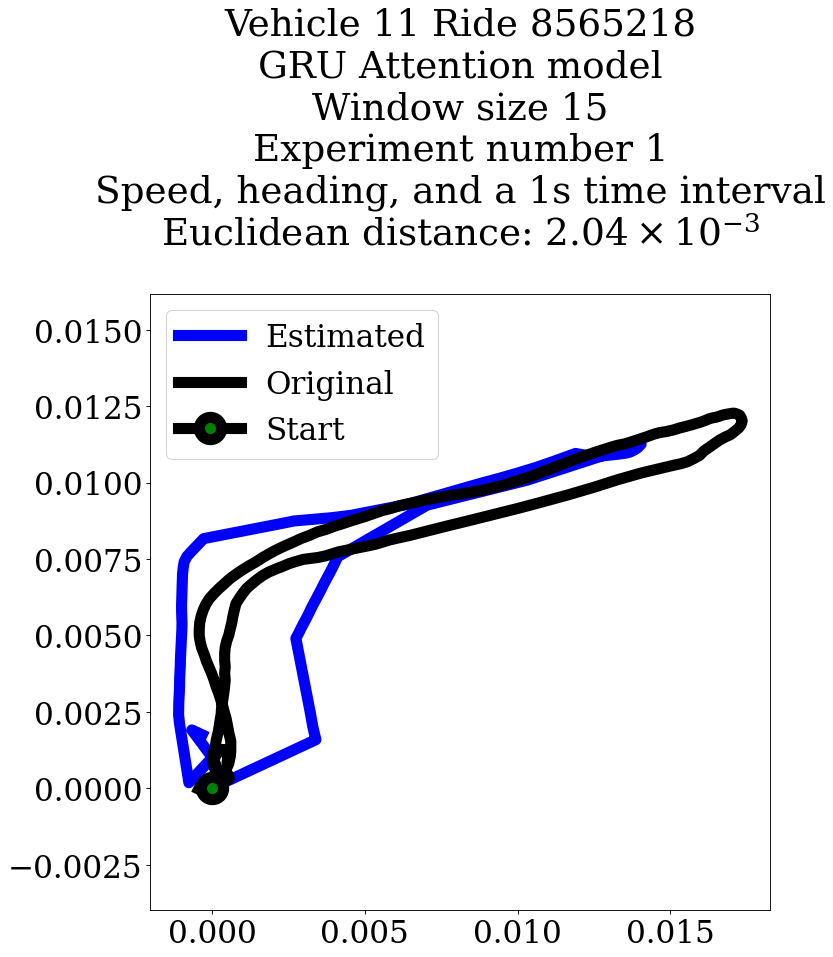 Vehicle 11 Ride 8565218
GRU Attention model
Window size 15
Experiment number 1
Speed, heading, and a 1s time interval
Euclidean distance: 2.04 × 10⁻³
Estimated
Original
Start
0.0150
0.0125
0.0100
0.0075
0.0050
0.0025
0.0000
−0.0025
0.000 0.005 0.010 0.015